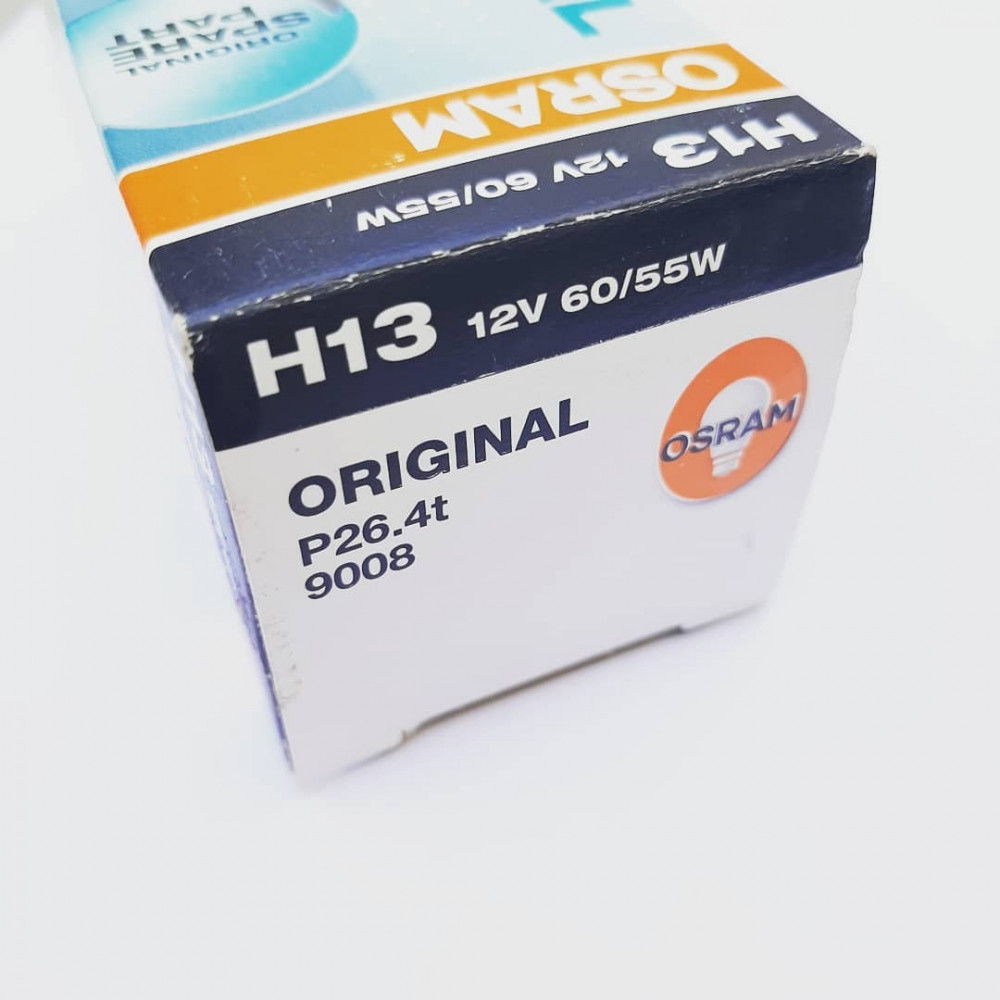 ORIGINAL
SPARE
PART
OSRAM
H13 12V 60/55W
H13 12V 60/55W
ORIGINAL
P26.4t
9008
OSRAM